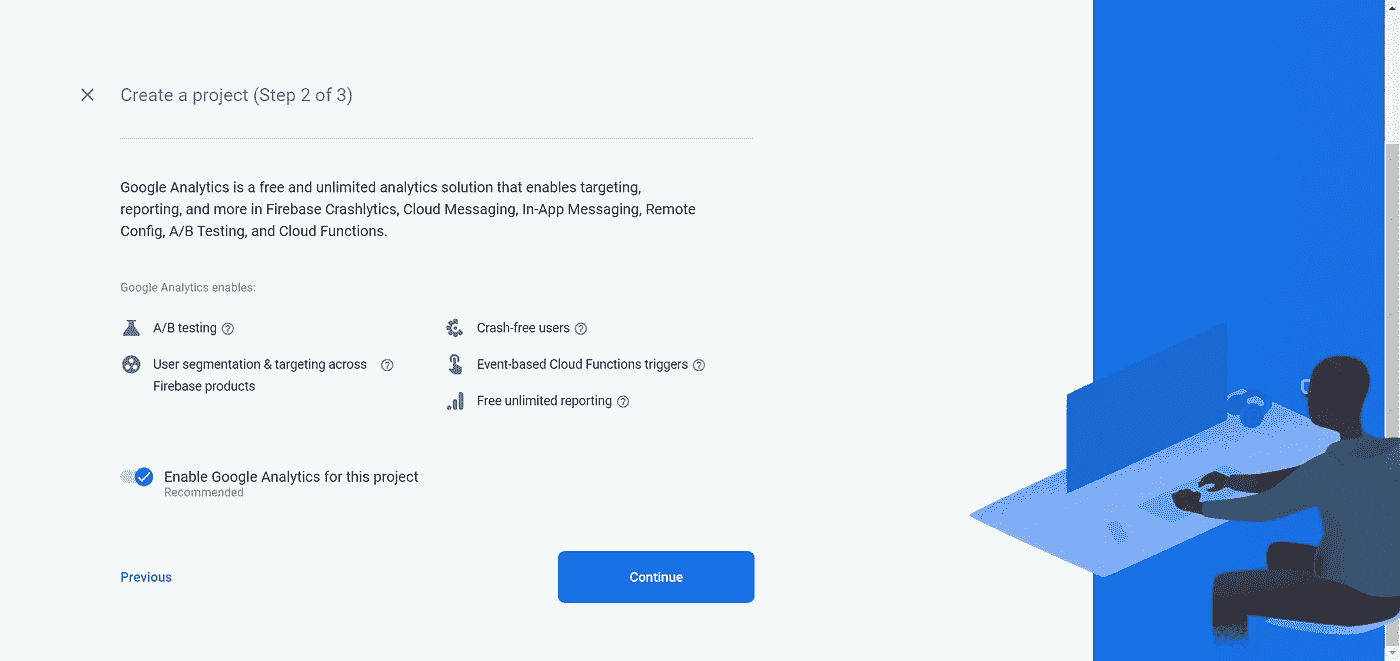 Create a project (Step 2 of 3)
Google Analytics is a free and unlimited analytics solution that enables targeting,
reporting, and more in Firebase Crashlytics, Cloud Messaging, In-App Messaging, Remote
Config, A/B Testing, and Cloud Functions.
Google Analytics enables:
A/B testing
User segmentation & targeting across
Firebase products
Crash-free users
Event-based Cloud Functions triggers
Free unlimited reporting
Enable Google Analytics for this project
Recommended
Previous
Continue